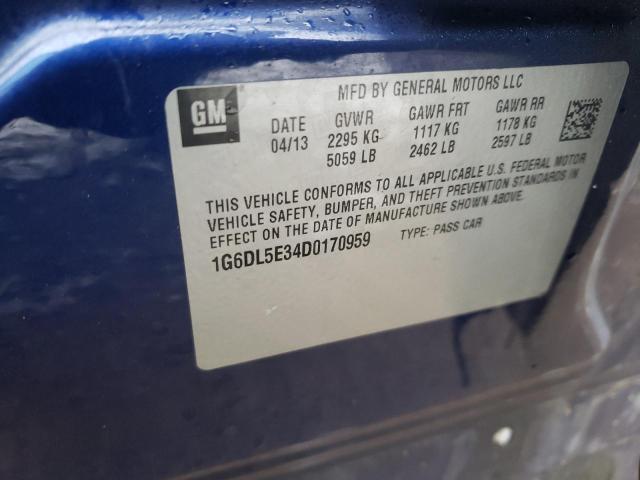 GM
MFD BY GENERAL MOTORS LLC
DATE GVWR GAWR FRT GAWR RR
04/13 2295 KG 1117 KG 1178 KG
5059 LB 2462 LB 2597 LB
THIS VEHICLE CONFORMS TO ALL APPLICABLE U.S. FEDERAL MOTOR
VEHICLE SAFETY, BUMPER, AND THEFT PREVENTION STANDARDS IN
EFFECT ON THE DATE OF MANUFACTURE SHOWN ABOVE.
1G6DL5E34D0170959 TYPE: PASS CAR